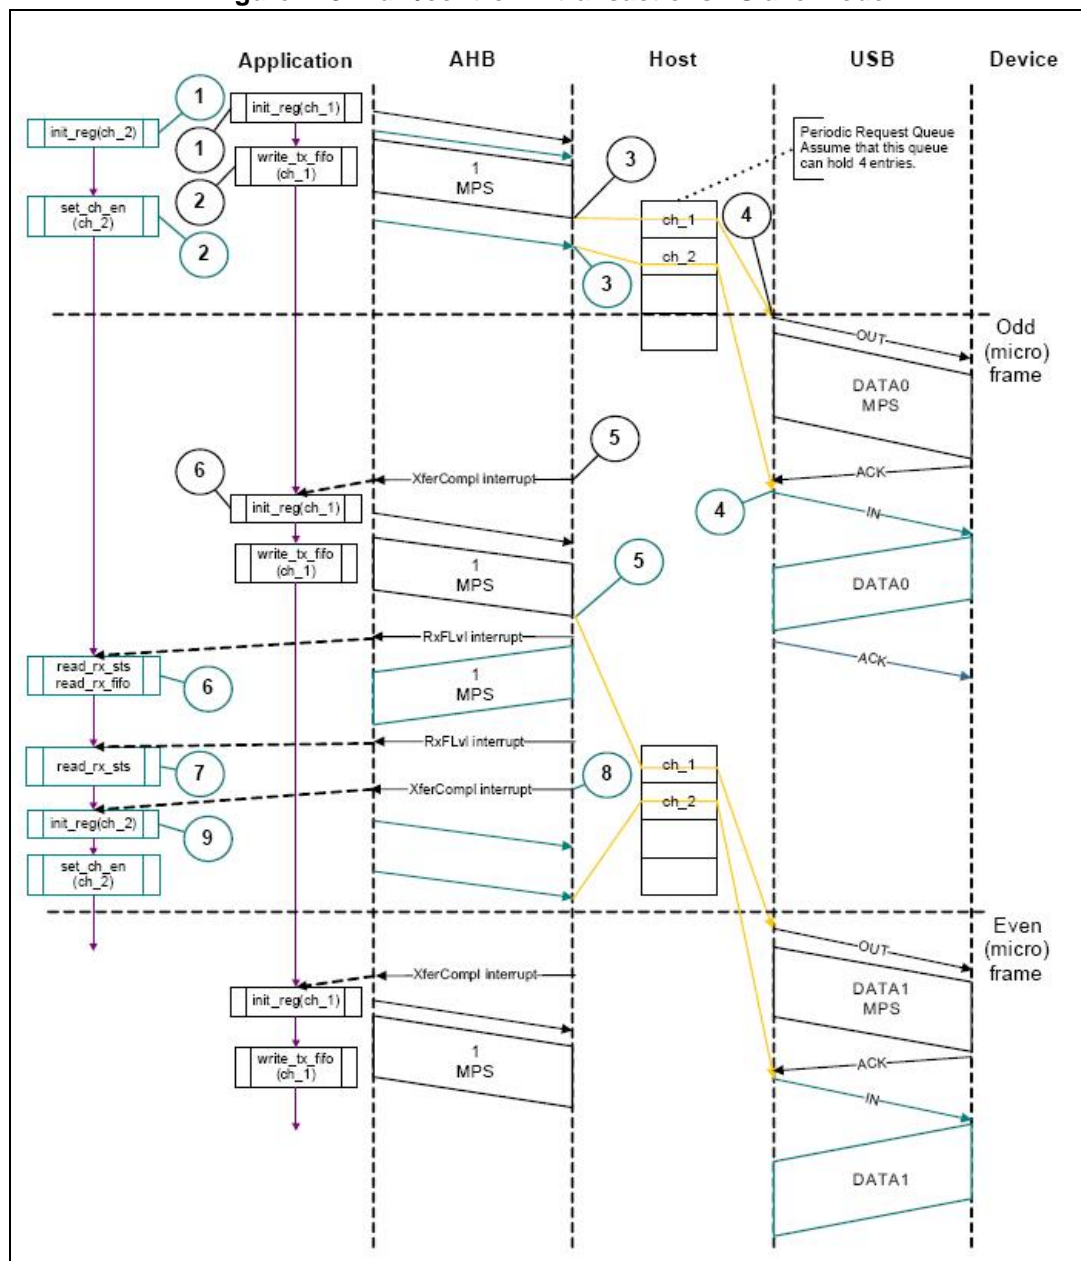 Application AHB Host USB Device
1
init_reg(ch_2)
init_reg(ch_1)
1
2
write_tx_fifo
(ch_1)
1
MPS
3
Periodic Request Queue
Assume that this queue
can hold 4 entries.
set_ch_en
(ch_2)
2
3
4
ch_1
ch_2
Odd
(micro)
frame
OUT
DATA0
MPS
ACK
5
6
XferCompl interrupt
init_reg(ch_1)
4
IN
write_tx_fifo
(ch_1)
1
MPS
5
DATA0
RxFLvl interrupt
ACK
read_rx_sts
read_rx_fifo
6
1
MPS
RxFLvl interrupt
read_rx_sts
7
ch_1
XferCompl interrupt
8
ch_2
init_reg(ch_2)
9
set_ch_en
(ch_2)
Even
(micro)
frame
OUT
XferCompl interrupt
init_reg(ch_1)
DATA1
MPS
write_tx_fifo
(ch_1)
1
MPS
ACK
IN
DATA1